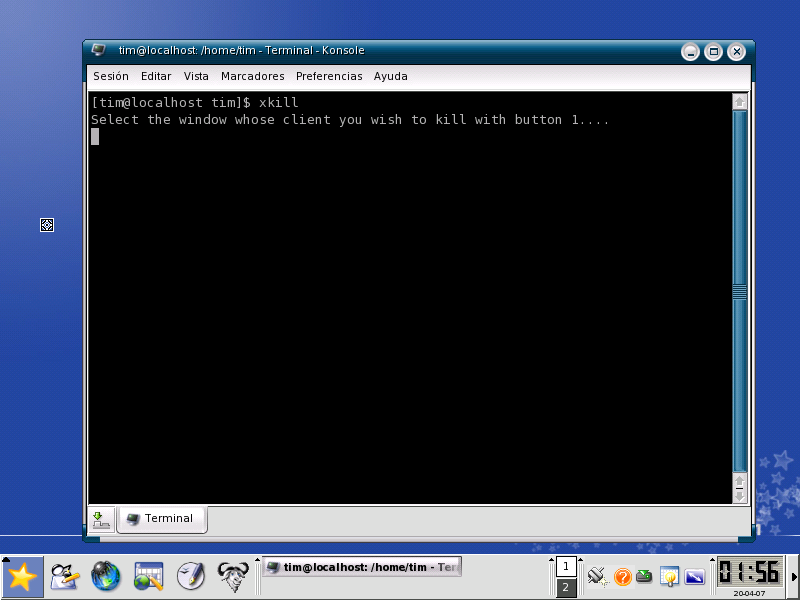 tim@localhost: /home/tim - Terminal - Konsole
Sesión Editar Vista Marcadores Preferencias Ayuda
[tim@localhost tim]$ xkill
Select the window whose client you wish to kill with button 1....
Terminal
tim@localhost: /home/tim - Ter
1
2
01:56
20-04-07